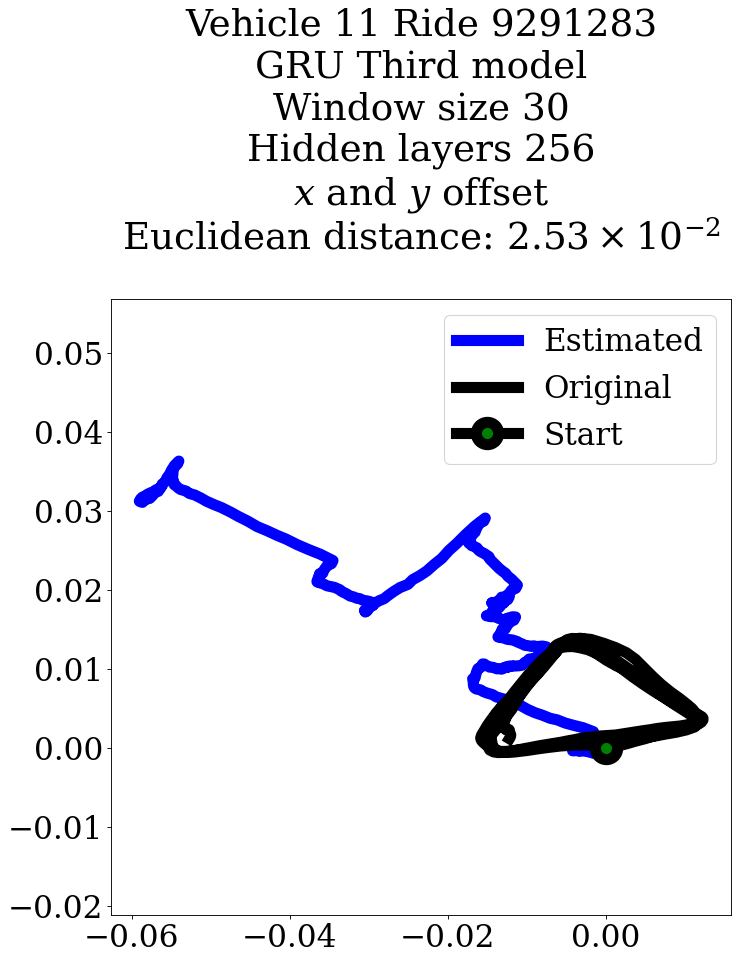 Vehicle 11 Ride 9291283
GRU Third model
Window size 30
Hidden layers 256
x and y offset
Euclidean distance: 2.53 × 10⁻²
Estimated
Original
Start
0.05
0.04
0.03
0.02
0.01
0.00
−0.01
−0.02
−0.06 −0.04 −0.02 0.00